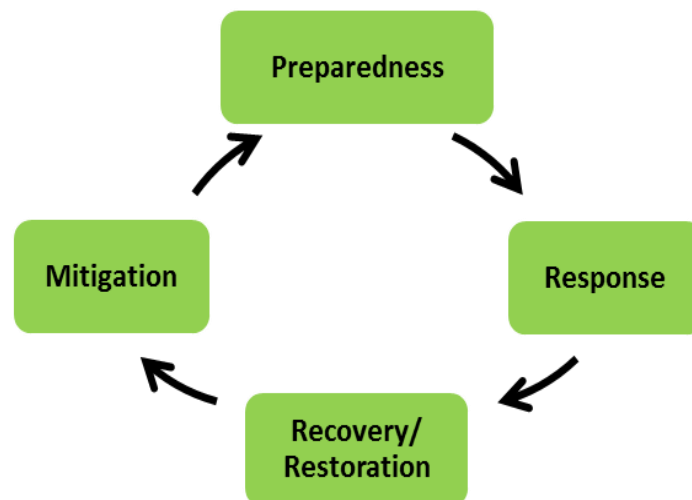 Preparedness
Mitigation
Response
Recovery/
Restoration